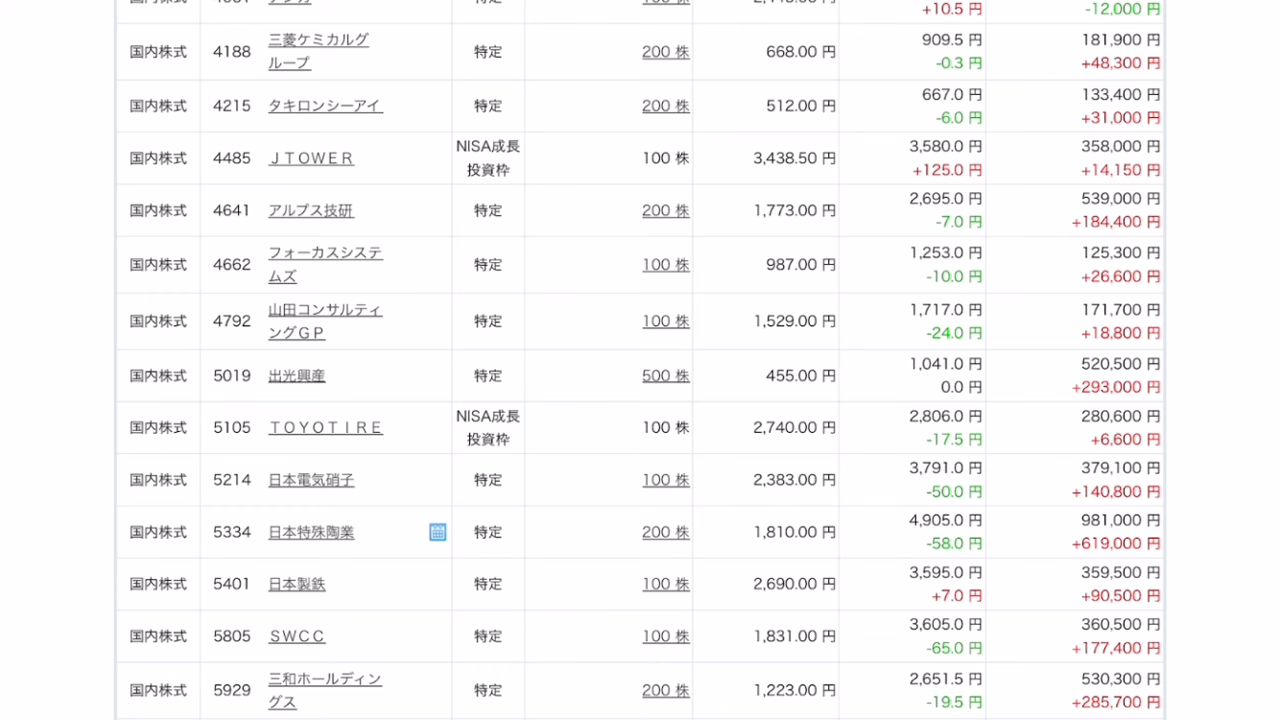 +10.5 円 -12,000 円
国内株式 4188 三菱ケミカルグ 特定 200 株 668.00 円 909.5 円 181,900 円
ループ -0.3 円 +48,300 円
国内株式 4215 タキロンシーアイ 特定 200 株 512.00 円 667.0 円 133,400 円
-6.0 円 +31,000 円
国内株式 4485 ＪＴＯＷＥＲ NISA成長 100 株 3,438.50 円 3,580.0 円 358,000 円
投資枠 +125.0 円 +14,150 円
国内株式 4641 アルプス技研 特定 200 株 1,773.00 円 2,695.0 円 539,000 円
-7.0 円 +184,400 円
国内株式 4662 フォーカスシステ 特定 100 株 987.00 円 1,253.0 円 125,300 円
ムズ -10.0 円 +26,600 円
国内株式 4792 山田コンサルティ 特定 100 株 1,529.00 円 1,717.0 円 171,700 円
ングＧＰ -24.0 円 +18,800 円
国内株式 5019 出光興産 特定 500 株 455.00 円 1,041.0 円 520,500 円
0.0 円 +293,000 円
国内株式 5105 ＴＯＹＯＴＩＲＥ NISA成長 100 株 2,740.00 円 2,806.0 円 280,600 円
投資枠 -17.5 円 +6,600 円
国内株式 5214 日本電気硝子 特定 100 株 2,383.00 円 3,791.0 円 379,100 円
-50.0 円 +140,800 円
国内株式 5334 日本特殊陶業 特定 200 株 1,810.00 円 4,905.0 円 981,000 円
-58.0 円 +619,000 円
国内株式 5401 日本製鉄 特定 100 株 2,690.00 円 3,595.0 円 359,500 円
+7.0 円 +90,500 円
国内株式 5805 ＳＷＣＣ 特定 100 株 1,831.00 円 3,605.0 円 360,500 円
-65.0 円 +177,400 円
国内株式 5929 三和ホールディン 特定 200 株 1,223.00 円 2,651.5 円 530,300 円
グス -19.5 円 +285,700 円